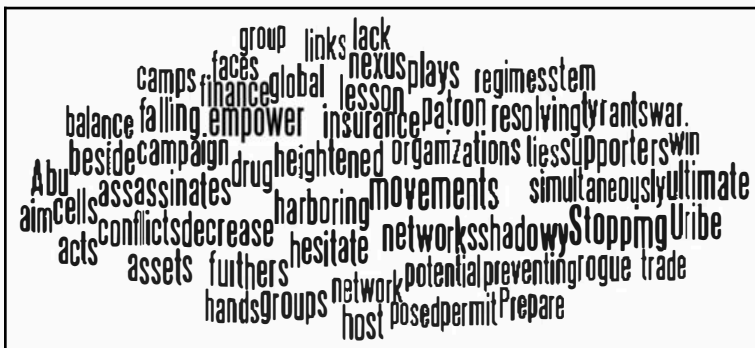 group links lack
faces nexus plays
camps finance global lesson regimes stem
balance falling. empower insurance patron resolving tyrants war.
beside campaign drug heightened orgamzations lies supporters win
Abu assassinates movements simultaneously ultimate
aim cells harboring
acts conflicts decrease hesitate networks shadowy Stopping Uribe
assets furthers network potential preventing rogue trade
hands groups host posed permit Prepare